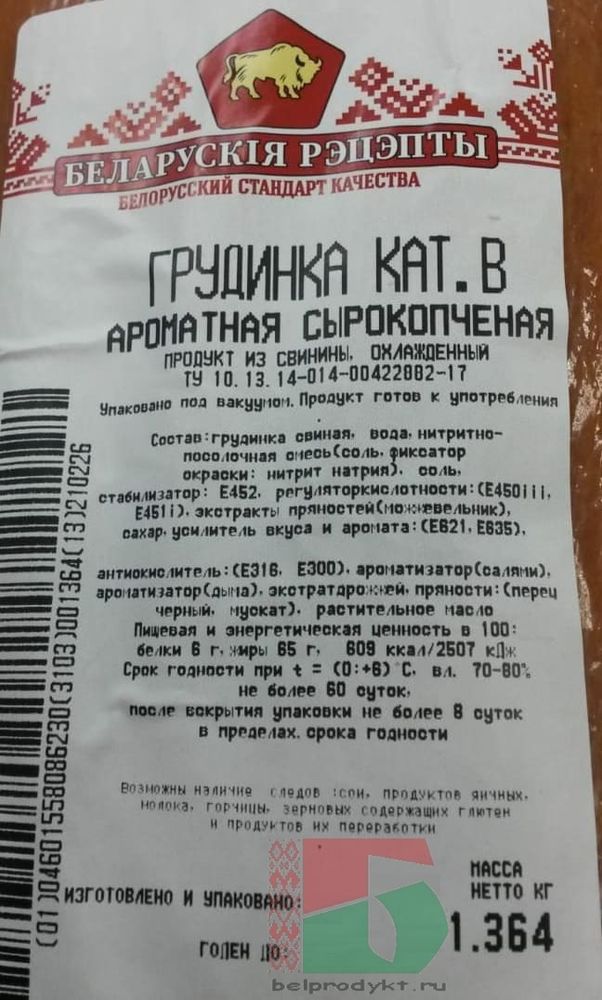 БЕЛАРУСКІЯ РЭЦЭПТЫ
БЕЛОРУССКИЙ СТАНДАРТ КАЧЕСТВА
ГРУДИНКА КАТ. В
АРОМАТНАЯ СЫРОКОПЧЕНАЯ
ПРОДУКТ ИЗ СВИНИНЫ, ОХЛАЖДЕННЫЙ
ТУ 10.13.14-014-00422882-17
Упаковано под вакуумом. Продукт готов к употребления
Состав: грудинка свиная, вода, нитритно-
посолочная смесь(соль, фиксатор
окраски: нитрит натрия), соль,
стабилизатор: Е452, регуляторкислотности:(Е450iii,
Е451i), экстракты пряностей(можжевельник),
сахар, усилитель вкуса и аромата:(Е621, Е635),
антиокислитель:(Е316, Е300), ароматизатор(салями),
ароматизатор(дыма), экстратдрожжей, пряности:(перец
черный, мускат), растительное масло
Пищевая и энергетическая ценность в 100:
белки 6 г, жиры 65 г, 609 ккал/2507 кДж
Срок годности при t = (0:+6)°С, вл. 70-80%
не более 60 суток,
после вскрытия упаковки не более 8 суток
в пределах срока годности
Возможны наличие следов :сои, продуктов яичных,
молока, горчицы, зерновых содержащих глютен
и продуктов их переработки
ИЗГОТОВЛЕНО И УПАКОВАНО:
ГОДЕН ДО:
МАССА
НЕТТО КГ
1.364
(01)04601558086230(3103)001364(13)210226
belprodykt.ru